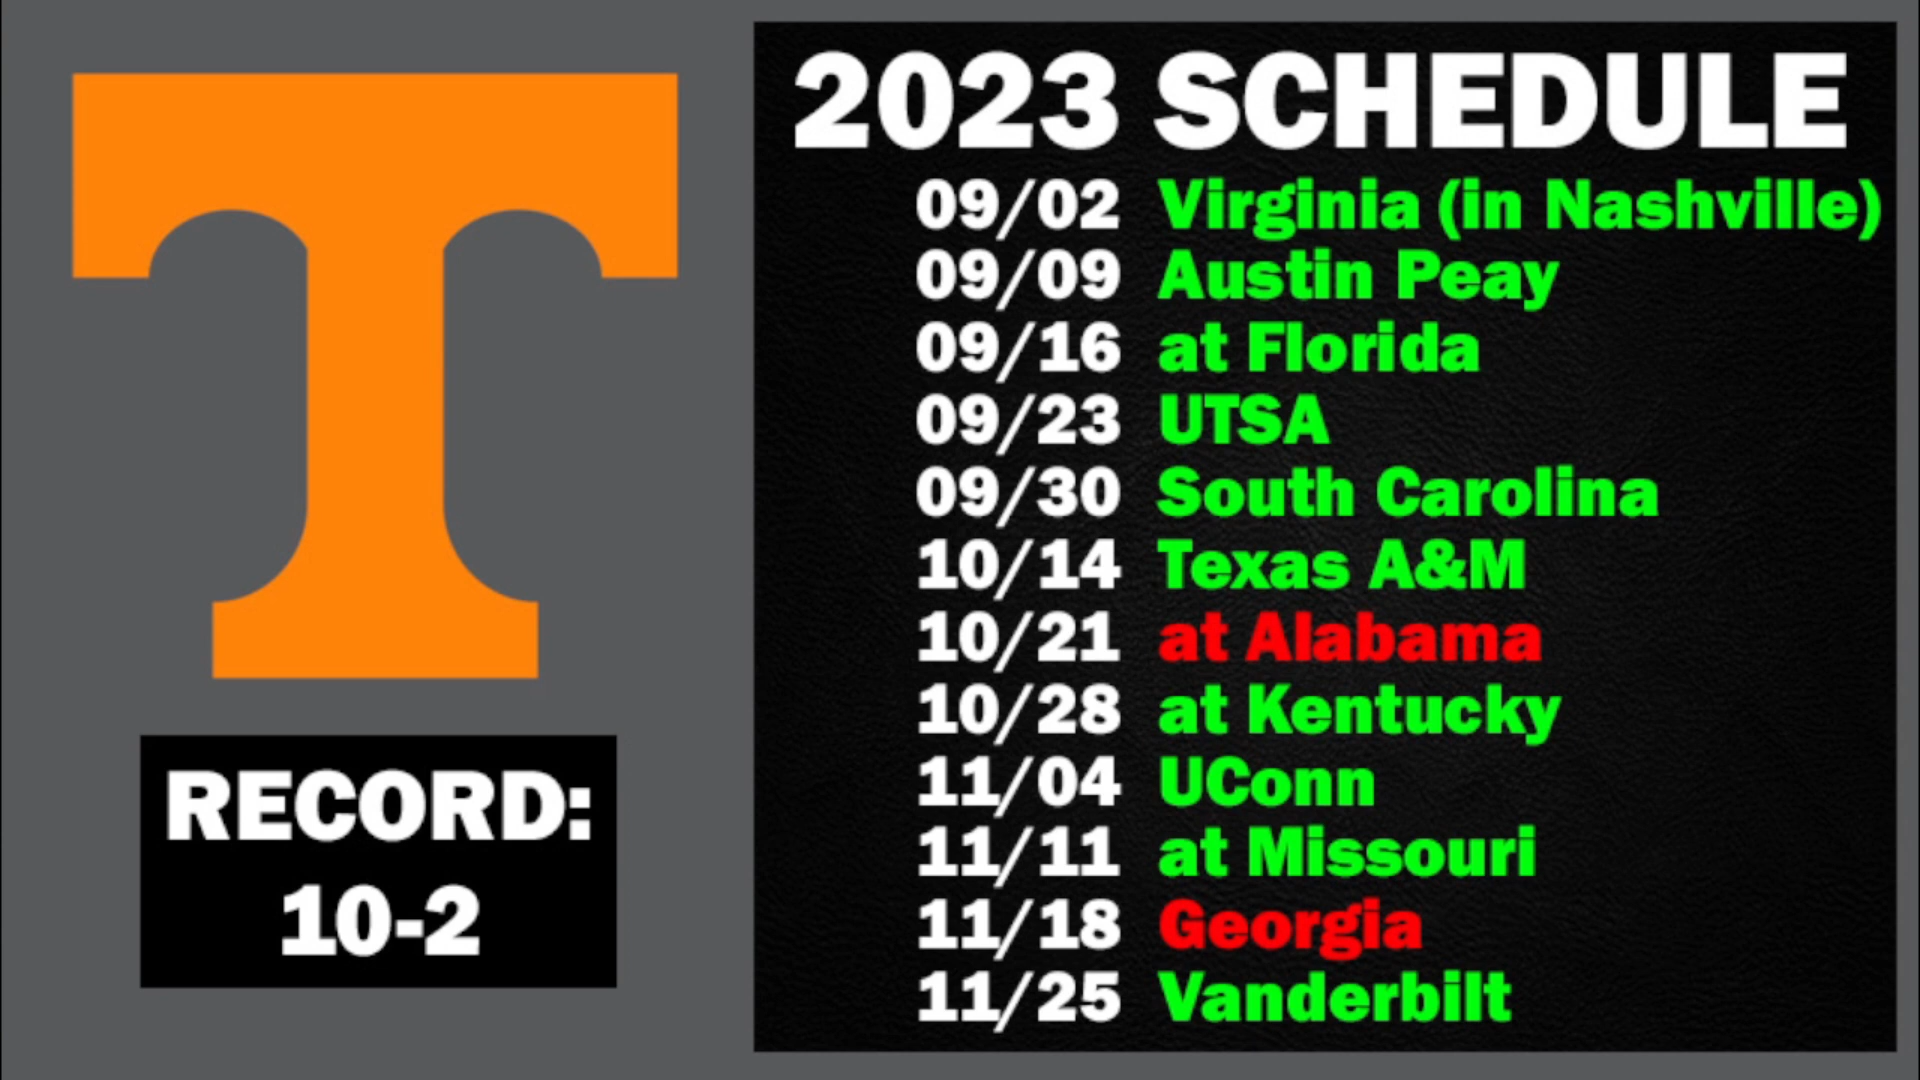 T
2023 SCHEDULE
09/02 Virginia (in Nashville)
09/09 Austin Peay
09/16 at Florida
09/23 UTSA
09/30 South Carolina
10/14 Texas A&M
10/21 at Alabama
10/28 at Kentucky
11/04 UConn
11/11 at Missouri
11/18 Georgia
11/25 Vanderbilt
RECORD:
10-2